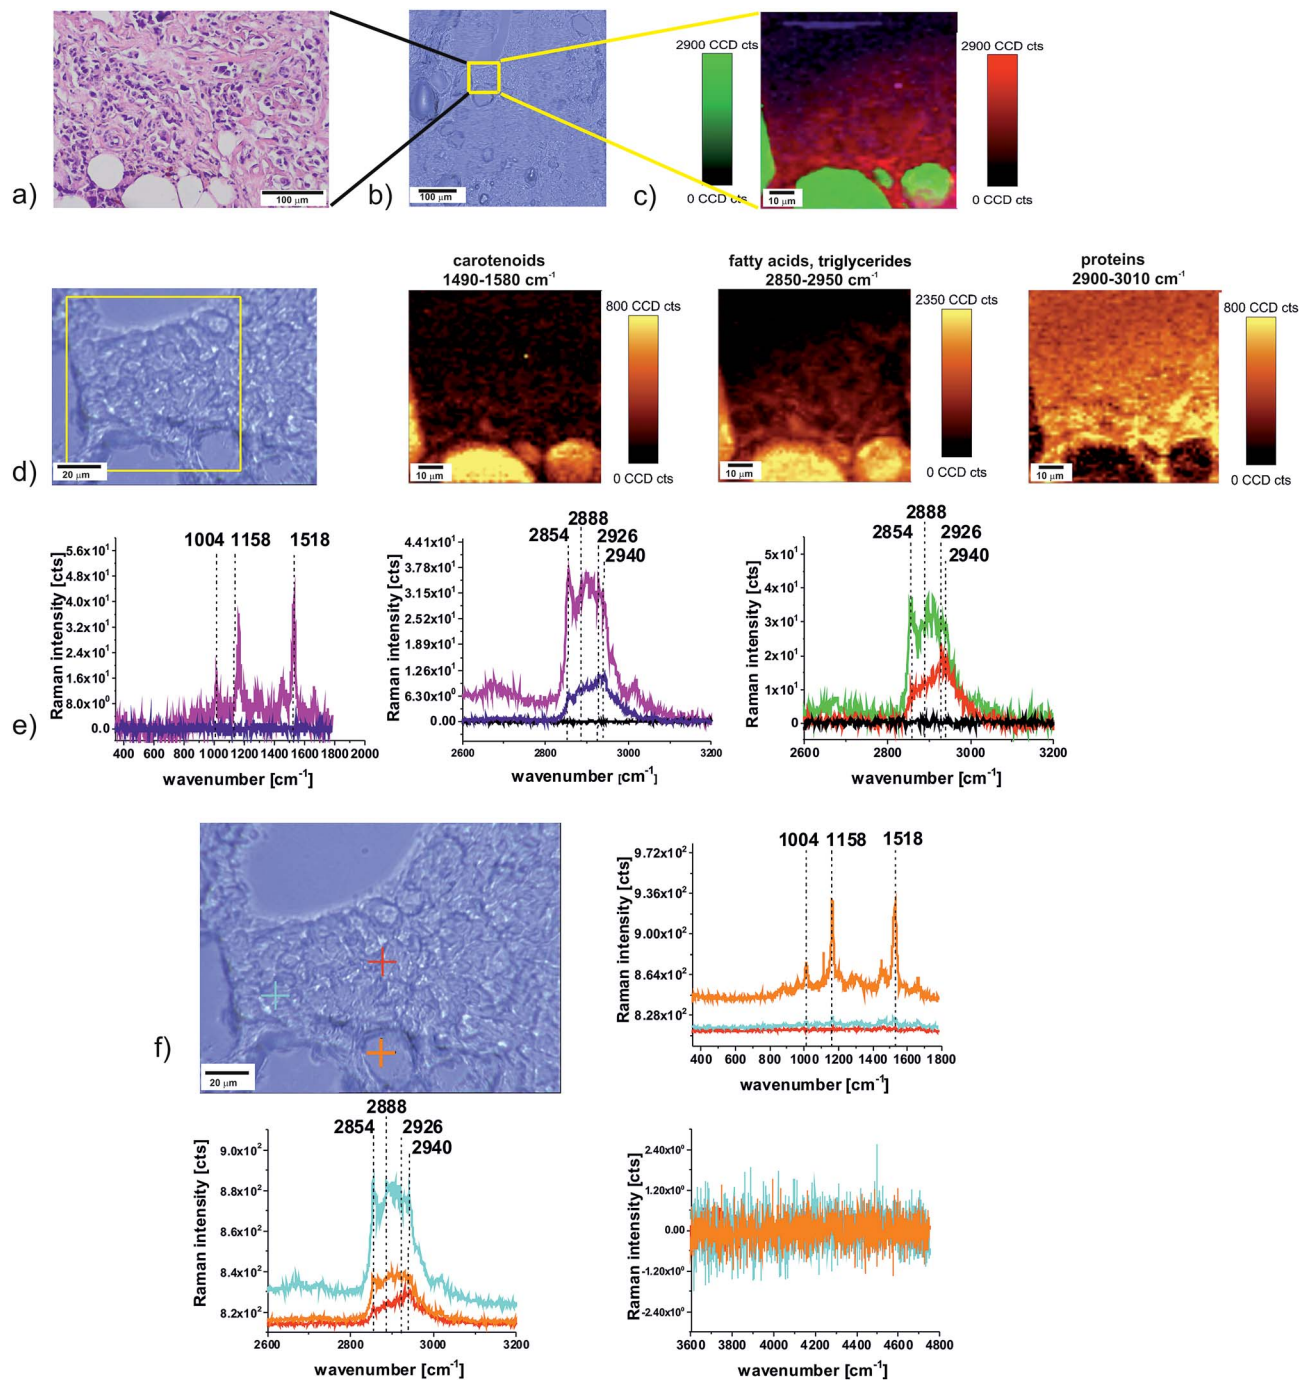 2900 CCD cts
2900 CCD cts
0 CCD cts
0 CCD cts
a)
100 μm
b)
100 μm
c)
10 μm
carotenoids
1490-1580 cm⁻¹
fatty acids, triglycerides
2850-2950 cm⁻¹
proteins
2900-3010 cm⁻¹
800 CCD cts
2350 CCD cts
800 CCD cts
0 CCD cts
0 CCD cts
0 CCD cts
d)
20 μm
10 μm
10 μm
10 μm
e)
1004 1158 1518
Raman intensity [cts]
5.6x10¹
4.8x10¹
4.0x10¹
3.2x10¹
2.4x10¹
1.6x10¹
8.0x10⁰
0.0
400 600 800 1000 1200 1400 1600 1800 2000
wavenumber [cm⁻¹]
2888
2854 2926
2940
Raman intensity [cts]
4.41x10¹
3.78x10¹
3.15x10¹
2.52x10¹
1.89x10¹
1.26x10¹
6.30x10⁰
0.00
2600 2800 3000 3200
wavenumber [cm⁻¹]
2888
2854 2926
2940
Raman intensity [cts]
5x10¹
4x10¹
3x10¹
2x10¹
1x10¹
0
2600 2800 3000 3200
wavenumber [cm⁻¹]
f)
20 μm
1004 1158 1518
Raman intensity [cts]
9.72x10²
9.36x10²
9.00x10²
8.64x10²
8.28x10²
400 600 800 1000 1200 1400 1600 1800
wavenumber [cm⁻¹]
2888
2854 2926
2940
Raman intensity [cts]
9.0x10²
8.8x10²
8.6x10²
8.4x10²
8.2x10²
2600 2800 3000 3200
wavenumber [cm⁻¹]
Raman intensity [cts]
2.40x10⁰
1.20x10⁰
0.00
-1.20x10⁰
-2.40x10⁰
3600 3800 4000 4200 4400 4600 4800
wavenumber [cm⁻¹]